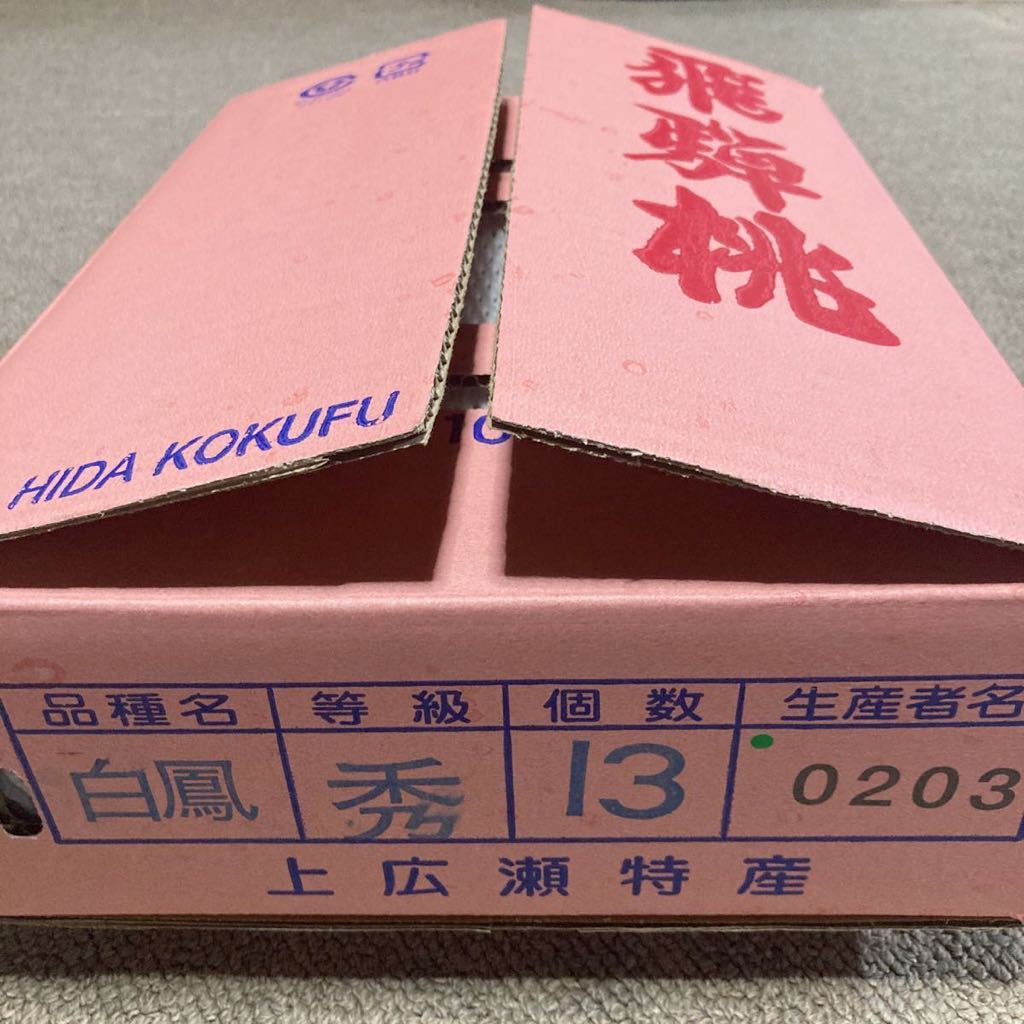 飛騨桃
HIDA KOKUFU
品種名 等級 個数 生産者名
白鳳 秀 13 0203
上広瀬特産